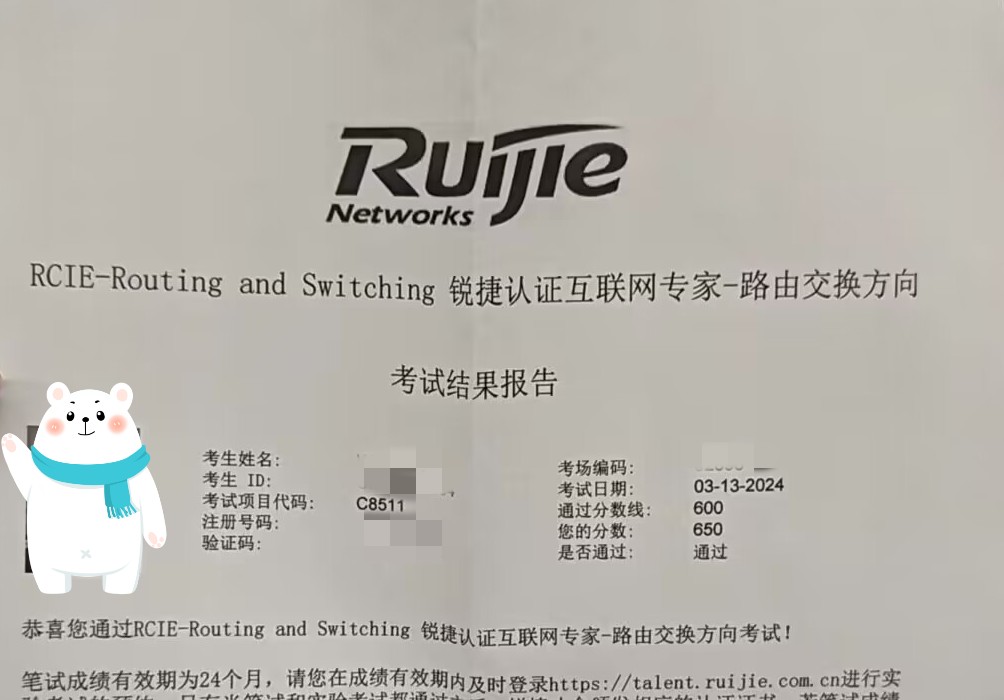 Ruijie
Networks
RCIE-Routing and Switching 锐捷认证互联网专家-路由交换方向
考试结果报告
考生姓名:
考生 ID:
考试项目代码: C8511
注册号码:
验证码:
考场编码:
考试日期: 03-13-2024
通过分数线: 600
您的分数: 650
是否通过: 通过
恭喜您通过RCIE-Routing and Switching 锐捷认证互联网专家-路由交换方向考试!
笔试成绩有效期为24个月，请您在成绩有效期内及时登录https://talent.ruijie.com.cn进行实